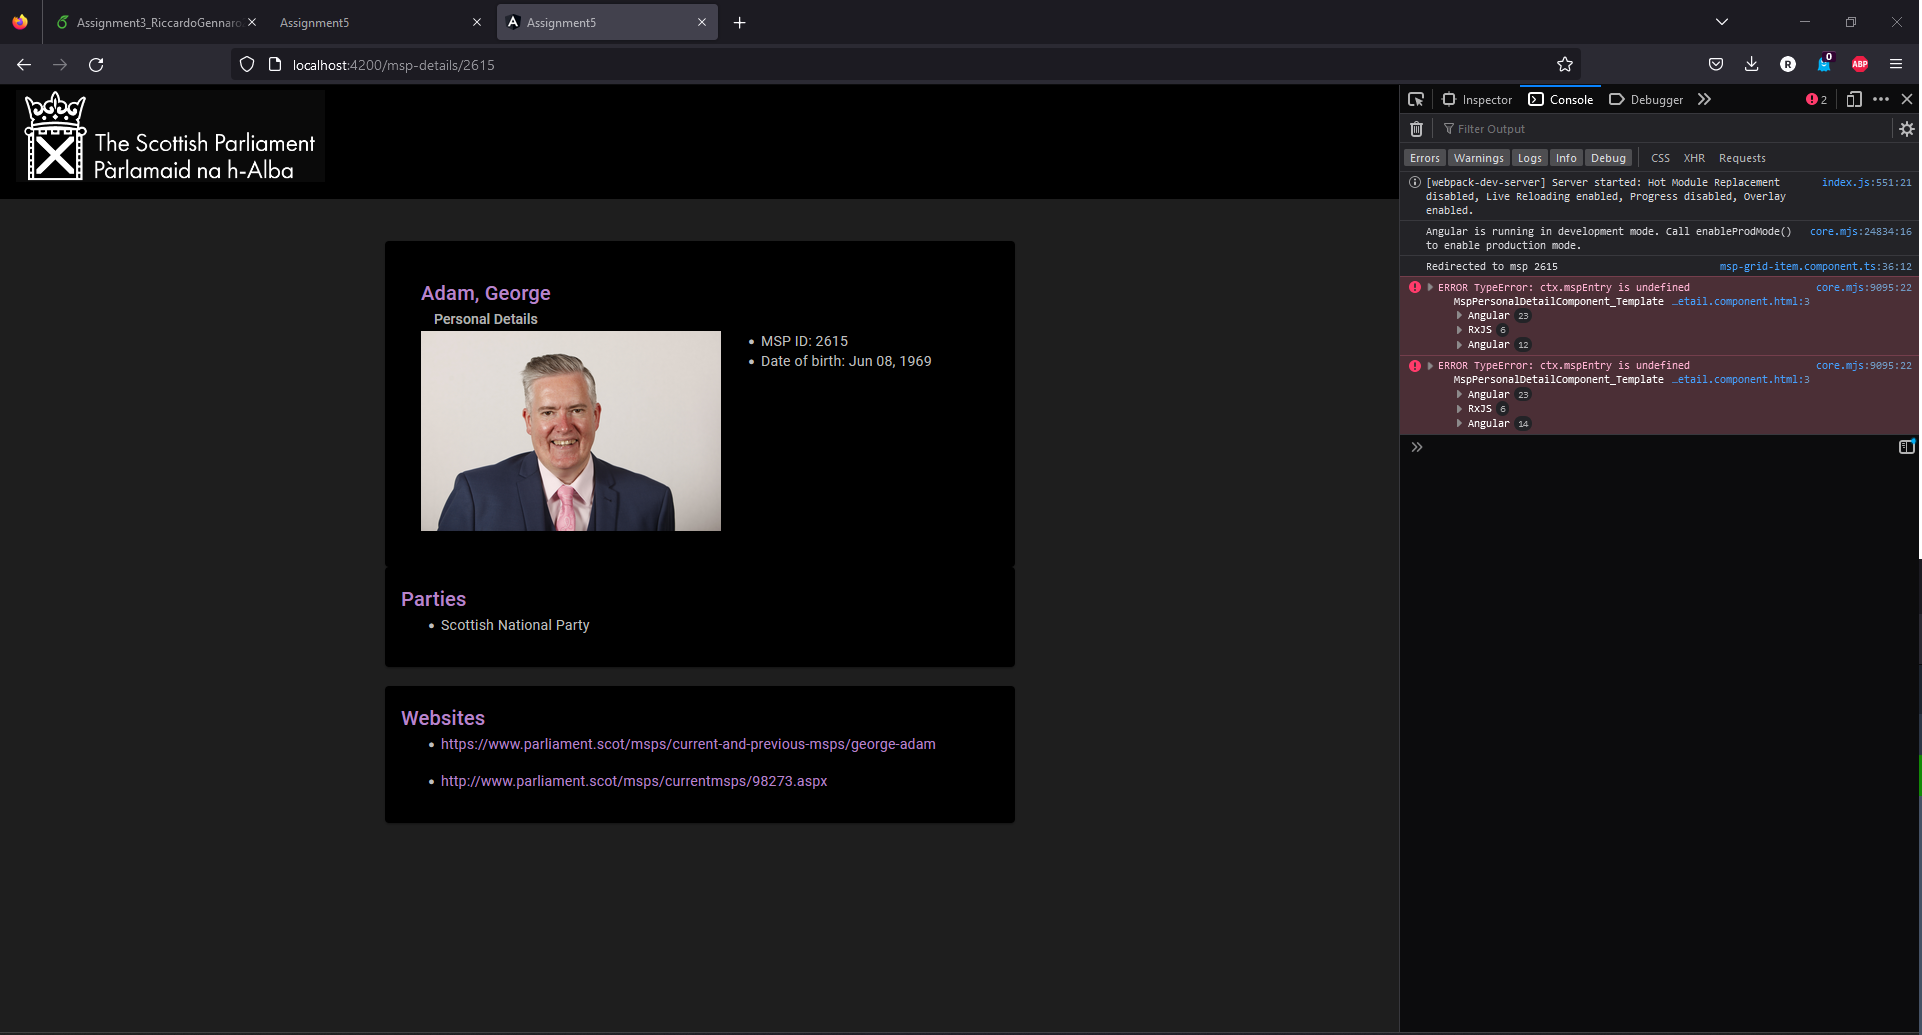 Assignment3_RiccardoGennaro
Assignment5
Assignment5
localhost:4200/msp-details/2615
R
0
ABP
The Scottish Parliament
Pàrlamaid na h-Alba
Adam, George
Personal Details
MSP ID: 2615
Date of birth: Jun 08, 1969
Parties
Scottish National Party
Websites
https://www.parliament.scot/msps/current-and-previous-msps/george-adam
http://www.parliament.scot/msps/currentmsps/98273.aspx
Inspector Console Debugger 2
Filter Output
Errors Warnings Logs Info Debug CSS XHR Requests
[webpack-dev-server] Server started: Hot Module Replacement index.js:551:21
disabled, Live Reloading enabled, Progress disabled, Overlay
enabled.
Angular is running in development mode. Call enableProdMode() core.mjs:24834:16
to enable production mode.
Redirected to msp 2615 msp-grid-item.component.ts:36:12
ERROR TypeError: ctx.mspEntry is undefined core.mjs:9095:22
MspPersonalDetailComponent_Template …etail.component.html:3
Angular 23
RxJS 6
Angular 12
ERROR TypeError: ctx.mspEntry is undefined core.mjs:9095:22
MspPersonalDetailComponent_Template …etail.component.html:3
Angular 23
RxJS 6
Angular 14